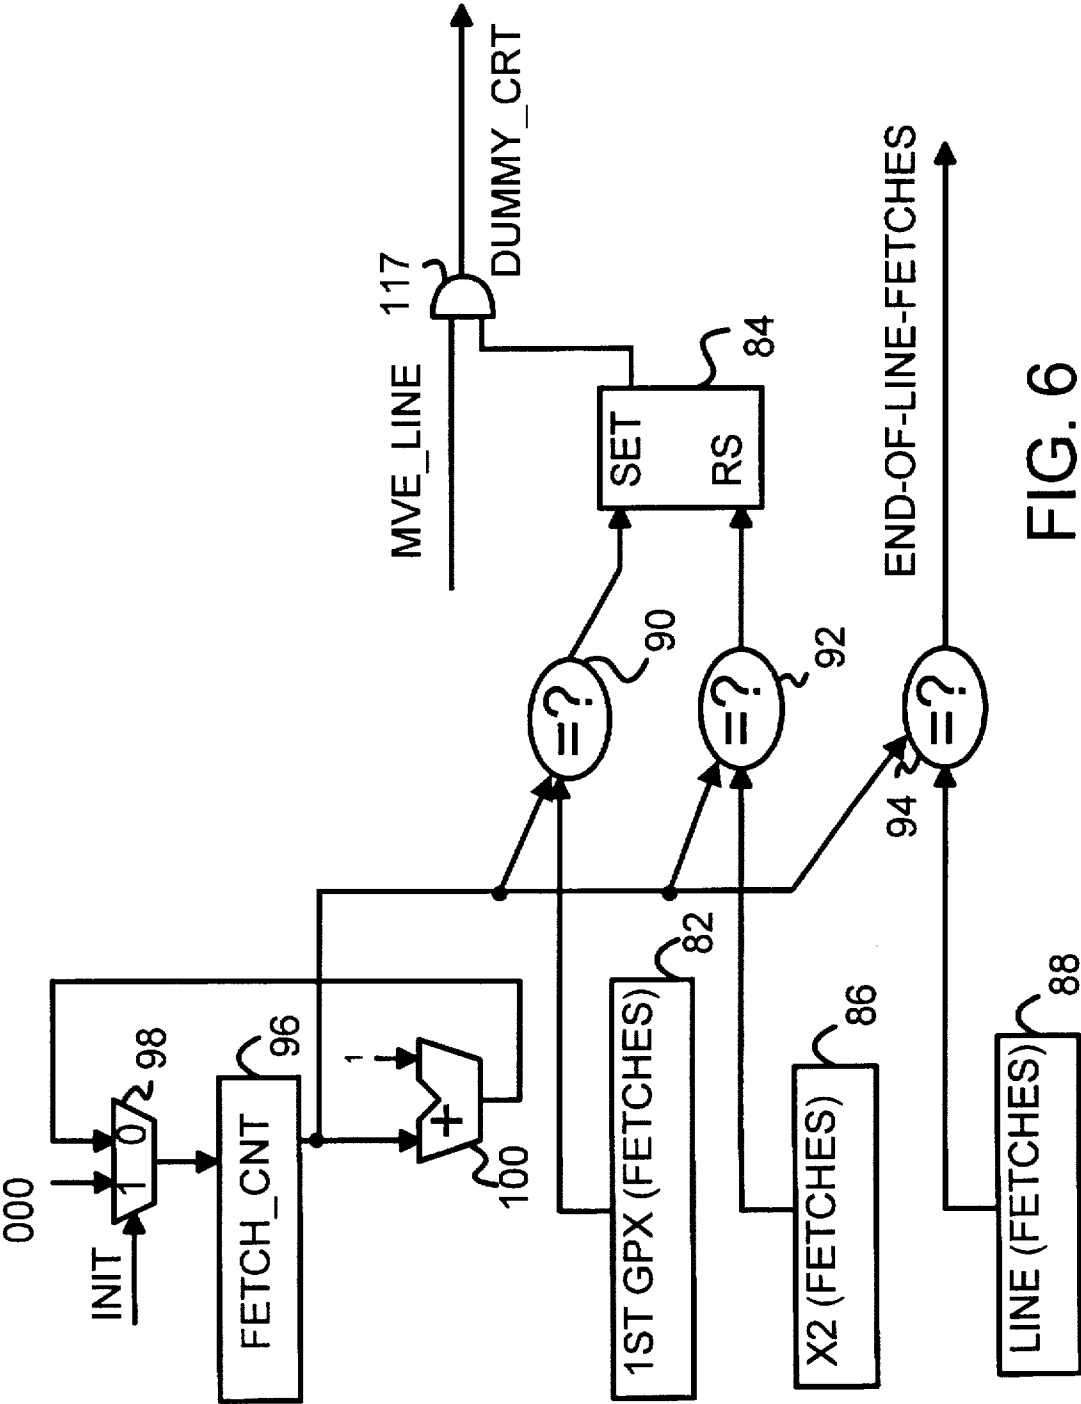 000
1
0
98
INIT
FETCH_CNT
96
1
+
100
1ST GPX (FETCHES)
82
X2 (FETCHES)
86
LINE (FETCHES)
88
=?
90
=?
92
=?
94
MVE_LINE
117
DUMMY_CRT
SET
RS
84
END-OF-LINE-FETCHES
FIG. 6